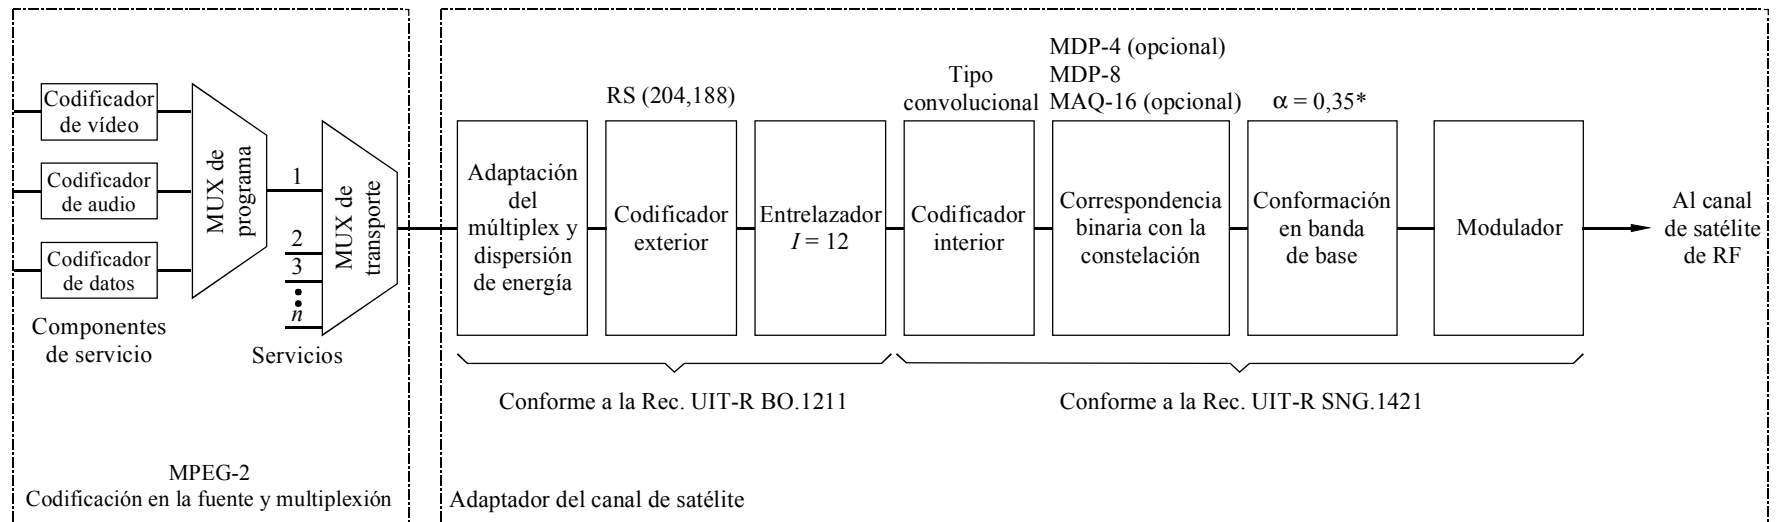 Codificador
de vídeo
Codificador
de audio
Codificador
de datos
Componentes
de servicio
MUX de
programa
1
2
3
n
Servicios
MUX de
transporte
MPEG-2
Codificación en la fuente y multiplexión
Adaptación
del
múltiplex y
dispersión
de energía
RS (204,188)
Codificador
exterior
Entrelazador
I = 12
Tipo
convolucional
Codificador
interior
MDP-4 (opcional)
MDP-8
MAQ-16 (opcional)
Correspondencia
binaria con la
constelación
α = 0,35*
Conformación
en banda
de base
Modulador
Al canal
de satélite
de RF
Conforme a la Rec. UIT-R BO.1211
Conforme a la Rec. UIT-R SNG.1421
Adaptador del canal de satélite